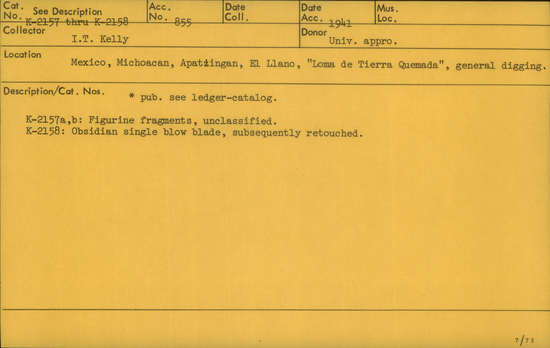 Cat. No. See Description K-2157 thru K-2158
Acc. No. 855
Date Coll.
Date Acc. 1941
Mus. Loc.
Collector I.T. Kelly
Donor Univ. appro.
Location Mexico, Michoacan, Apatzingan, El Llano, "Loma de Tierra Quemada", general digging.
Description/Cat. Nos. * pub. see ledger-catalog.
K-2157a,b: Figurine fragments, unclassified.
K-2158: Obsidian single blow blade, subsequently retouched.
7/73